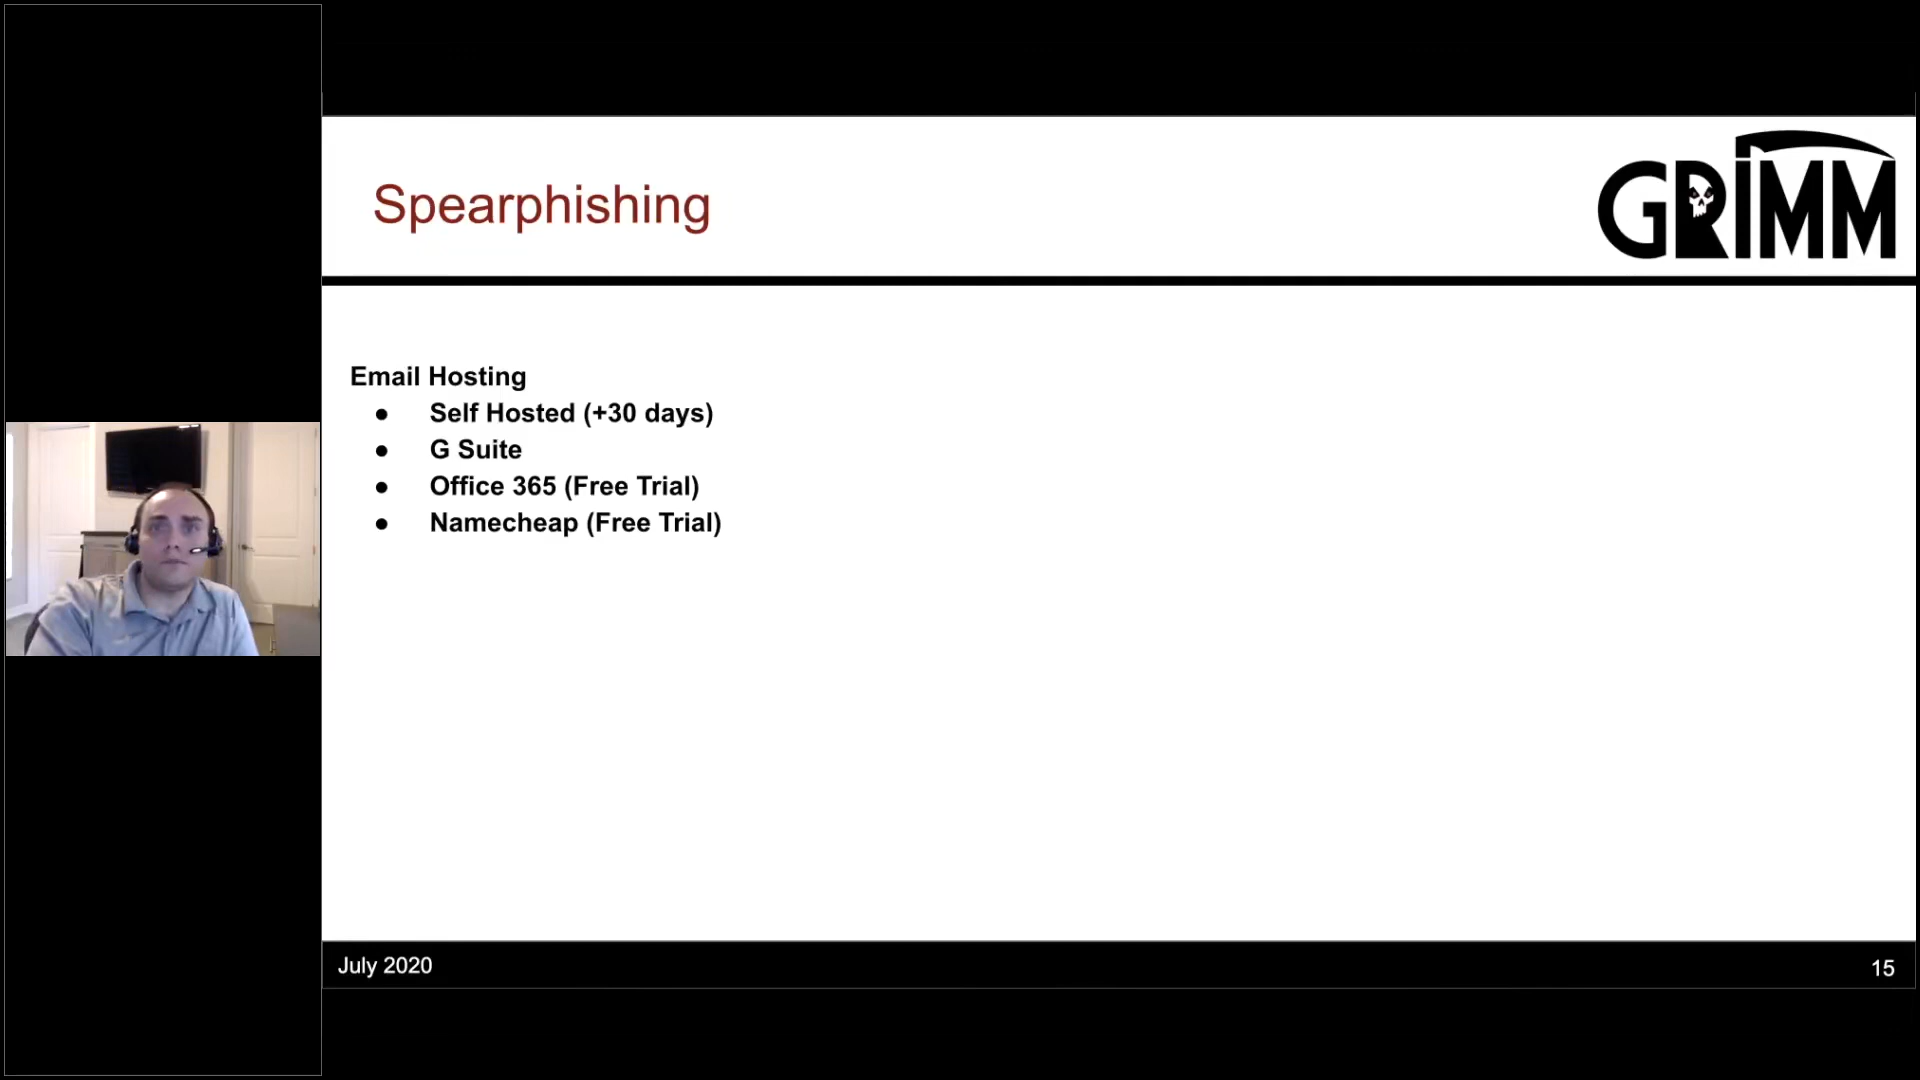 Spearphishing
GRIMM
Email Hosting
● Self Hosted (+30 days)
● G Suite
● Office 365 (Free Trial)
● Namecheap (Free Trial)
July 2020
15